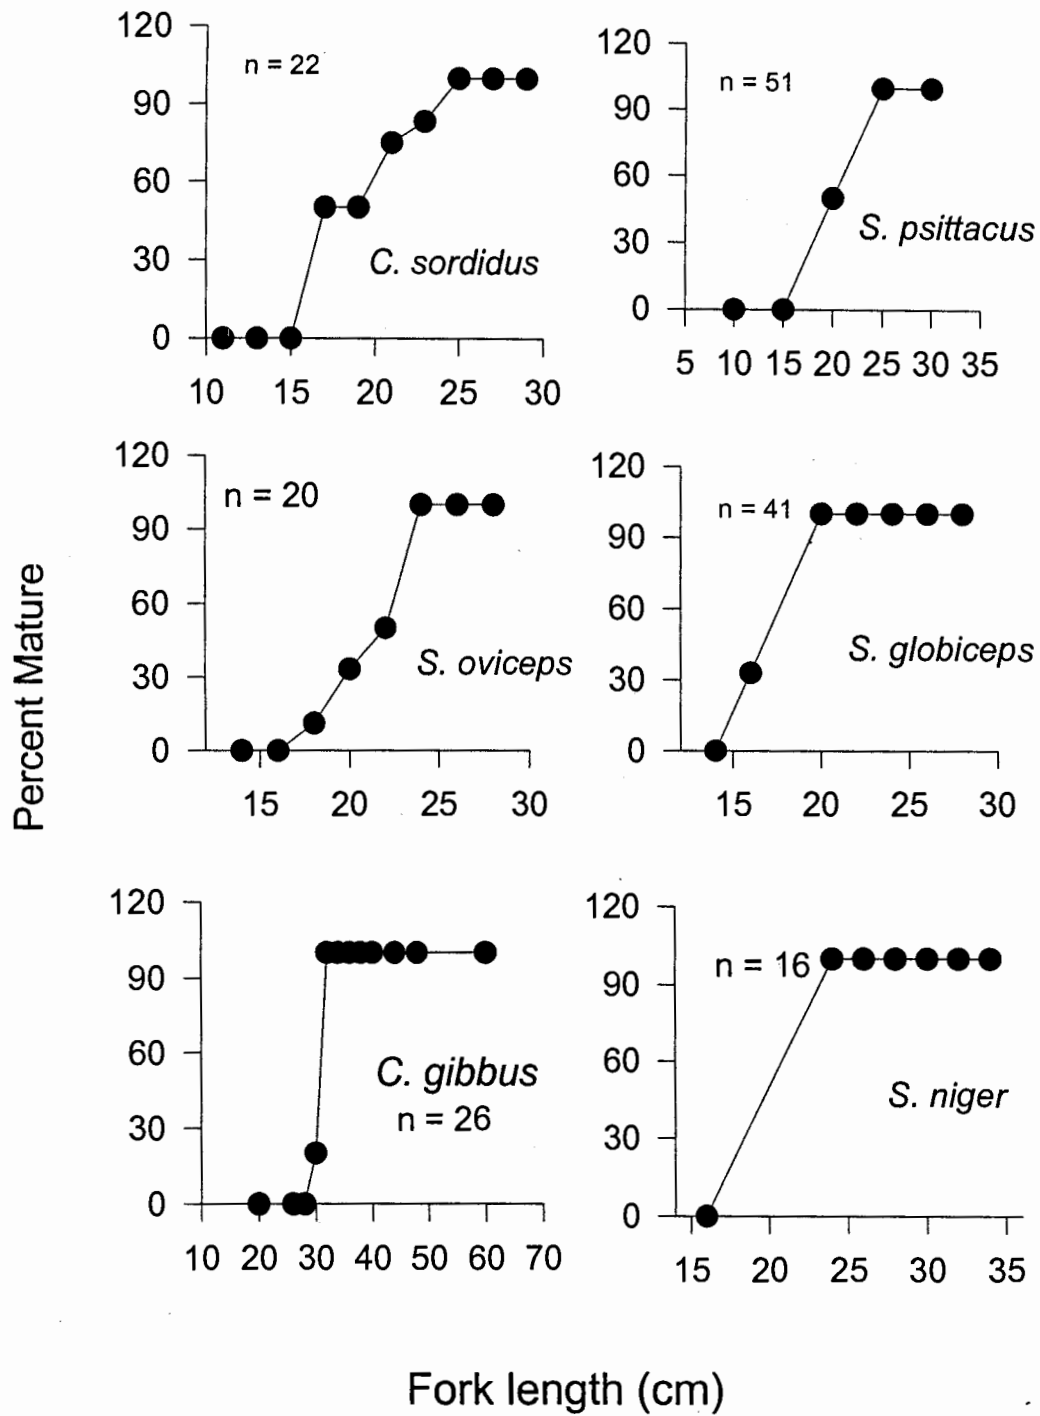 120
90
60
30
0
n = 22
C. sordidus
10 15 20 25 30
120
90
60
30
0
n = 51
S. psittacus
5 10 15 20 25 30 35
Percent Mature
120
90
60
30
0
n = 20
S. oviceps
15 20 25 30
120
90
60
30
0
n = 41
S. globiceps
15 20 25 30
120
90
60
30
0
C. gibbus
n = 26
10 20 30 40 50 60 70
120
90
60
30
0
n = 16
S. niger
15 20 25 30 35
Fork length (cm)